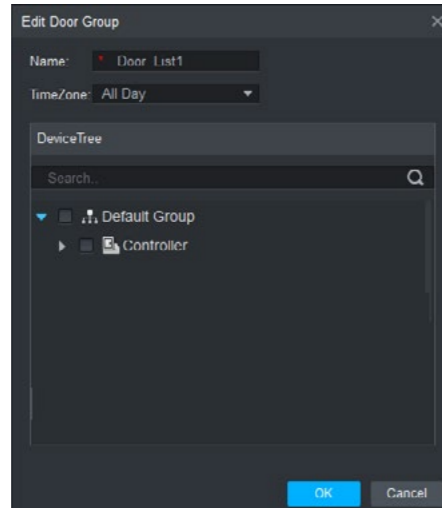 Edit Door Group
Name: * Door_List1
TimeZone: All Day
DeviceTree
Search..
Default Group
Controller
OK Cancel